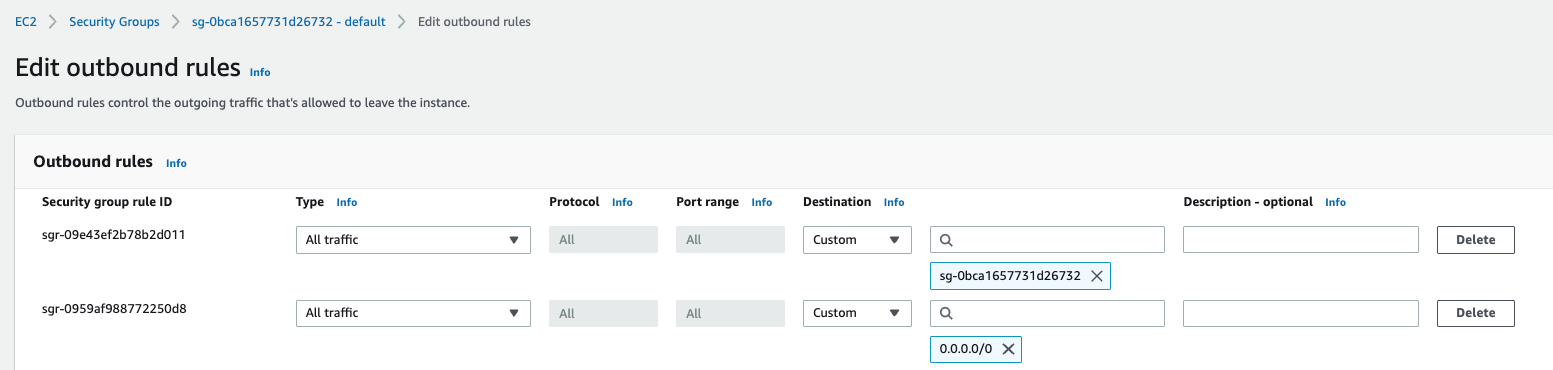 EC2 > Security Groups > sg-0bca1657731d26732 - default > Edit outbound rules
Edit outbound rules Info
Outbound rules control the outgoing traffic that's allowed to leave the instance.
Outbound rules Info
Security group rule ID Type Info Protocol Info Port range Info Destination Info Description - optional Info
sgr-09e43ef2b78b2d011 All traffic All All Custom Delete
sg-0bca1657731d26732
sgr-0959af988772250d8 All traffic All All Custom Delete
0.0.0.0/0